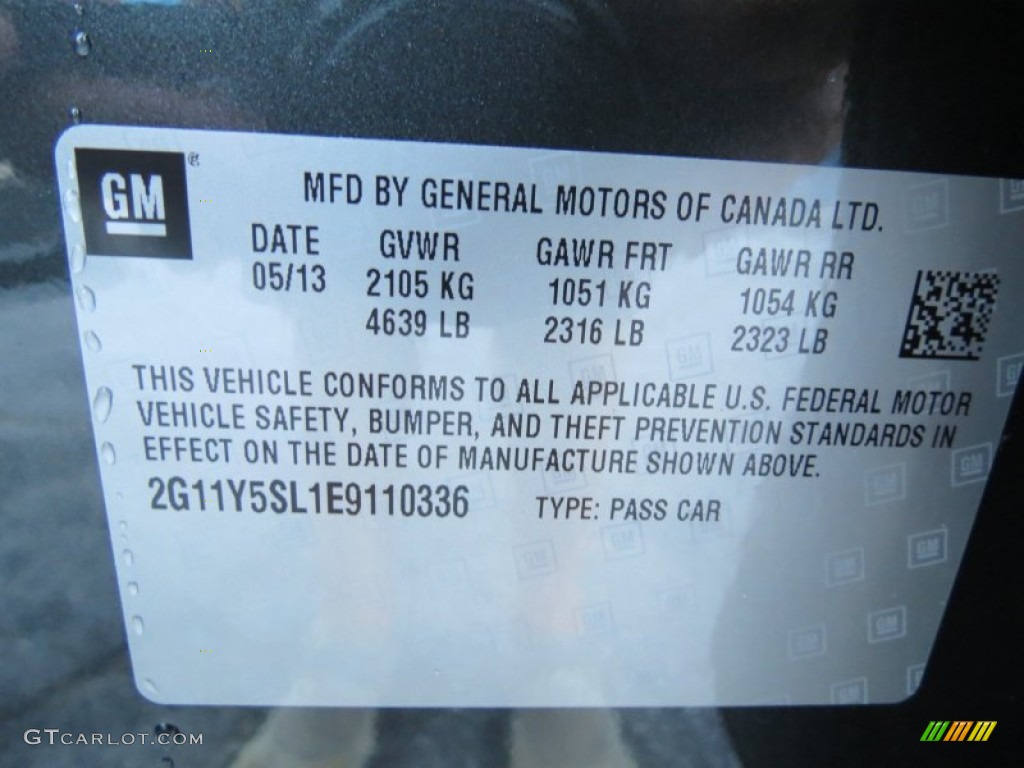 GM ®
MFD BY GENERAL MOTORS OF CANADA LTD.
DATE GVWR GAWR FRT GAWR RR
05/13 2105 KG 1051 KG 1054 KG
4639 LB 2316 LB 2323 LB
THIS VEHICLE CONFORMS TO ALL APPLICABLE U.S. FEDERAL MOTOR
VEHICLE SAFETY, BUMPER, AND THEFT PREVENTION STANDARDS IN
EFFECT ON THE DATE OF MANUFACTURE SHOWN ABOVE.
2G11Y5SL1E9110336 TYPE: PASS CAR
GTCARLOT.COM